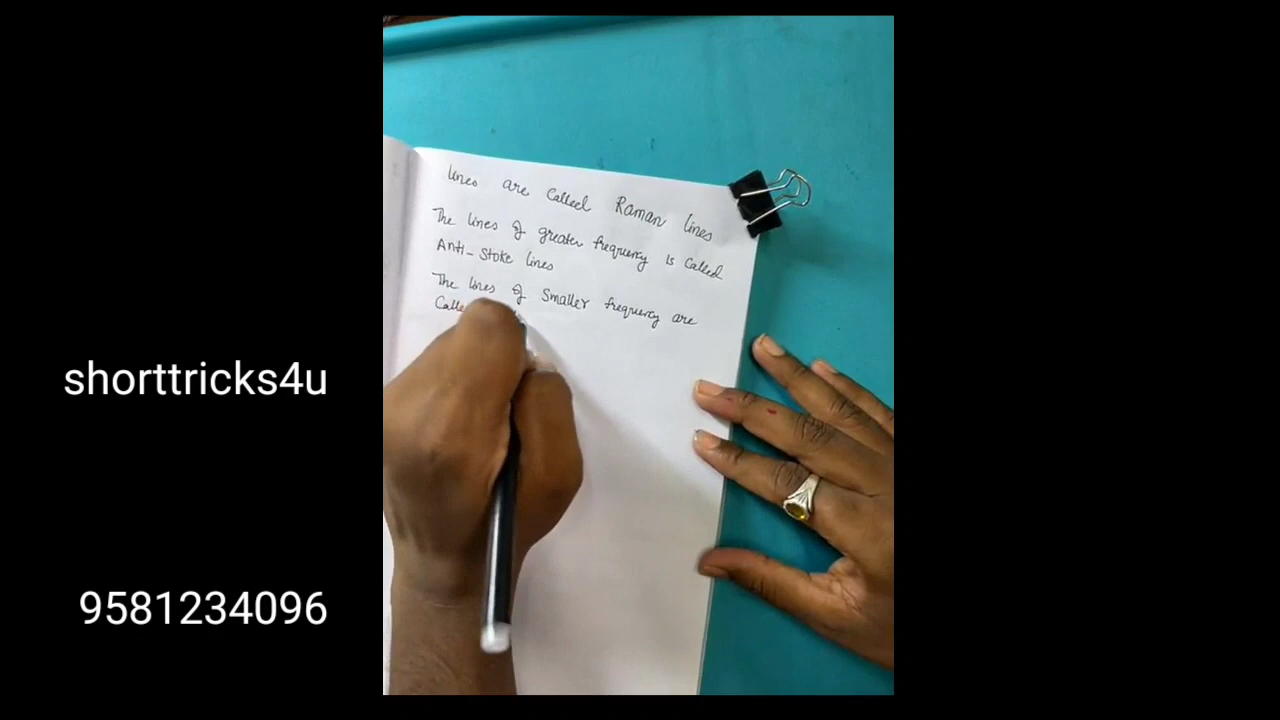 lines are called Raman lines
The lines of greater frequency is called
Anti-Stoke lines
The lines of Smaller frequency are
shorttricks4u
9581234096